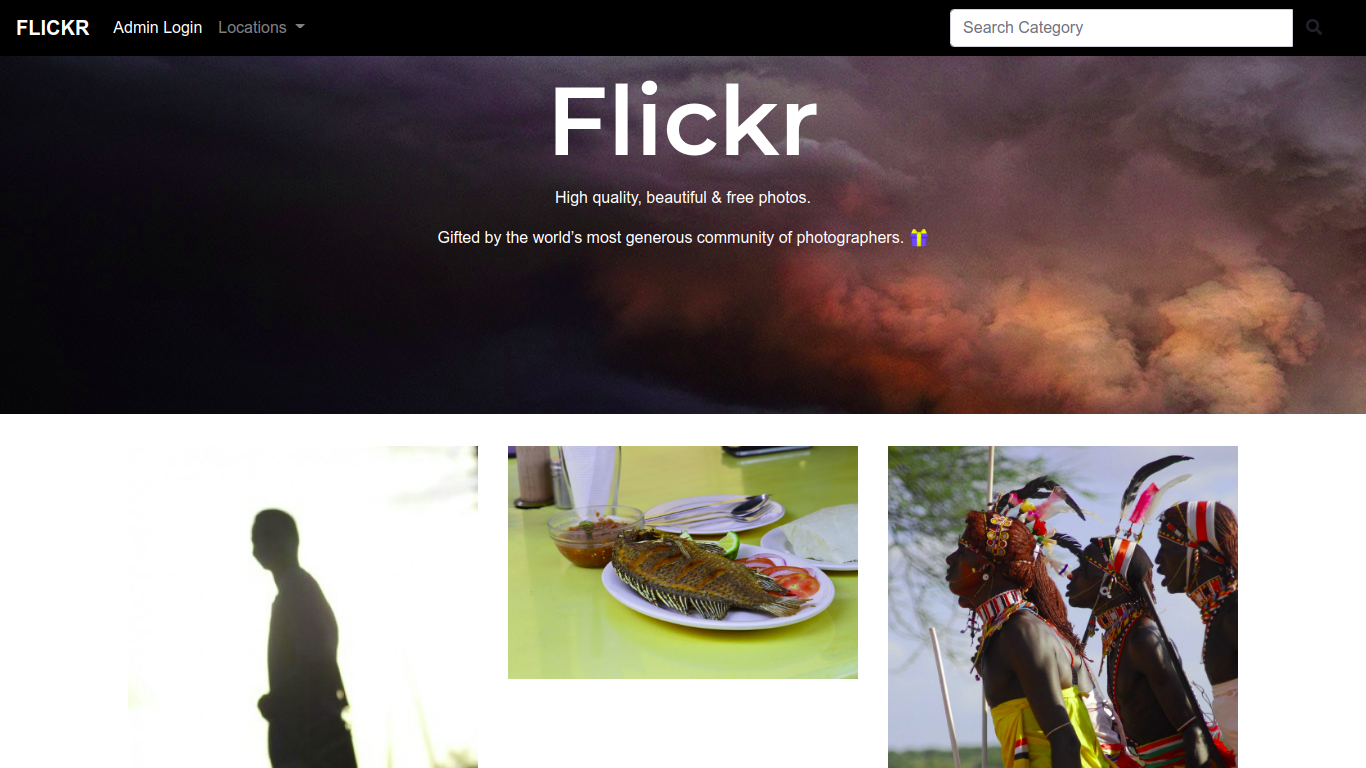 FLICKR Admin Login Locations Search Category
Flickr
High quality, beautiful & free photos.
Gifted by the world’s most generous community of photographers. 🎁